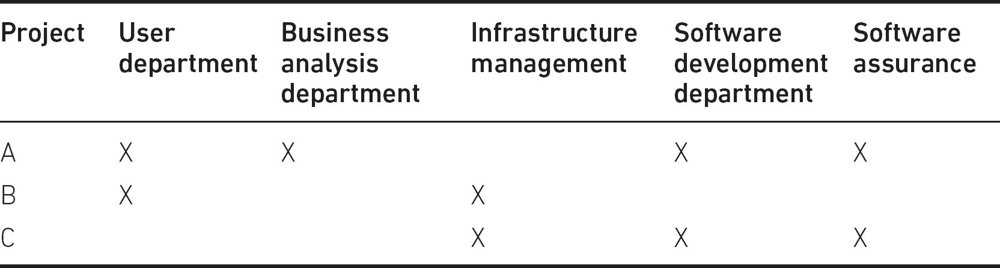 Project User Business Infrastructure Software Software
department analysis management development assurance
department department
A X X X X
B X X
C X X X